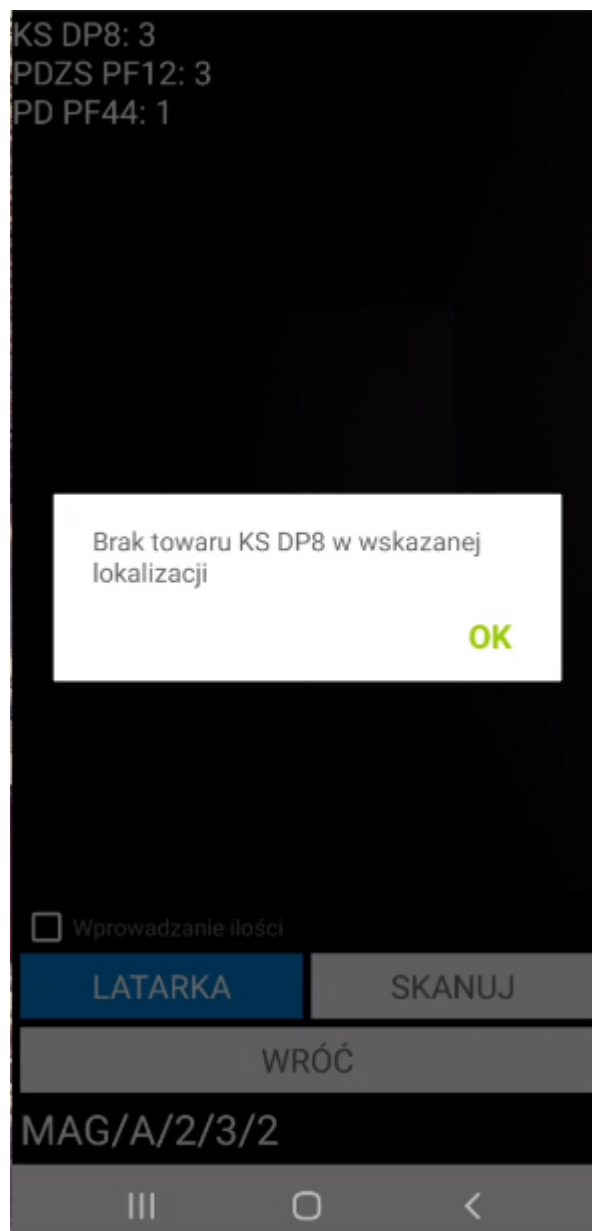 KS DP8: 3
PDZS PF12: 3
PD PF44: 1
Brak towaru KS DP8 w wskazanej
lokalizacji
OK
Wprowadzanie ilości
LATARKA
SKANUJ
WRÓĆ
MAG/A/2/3/2